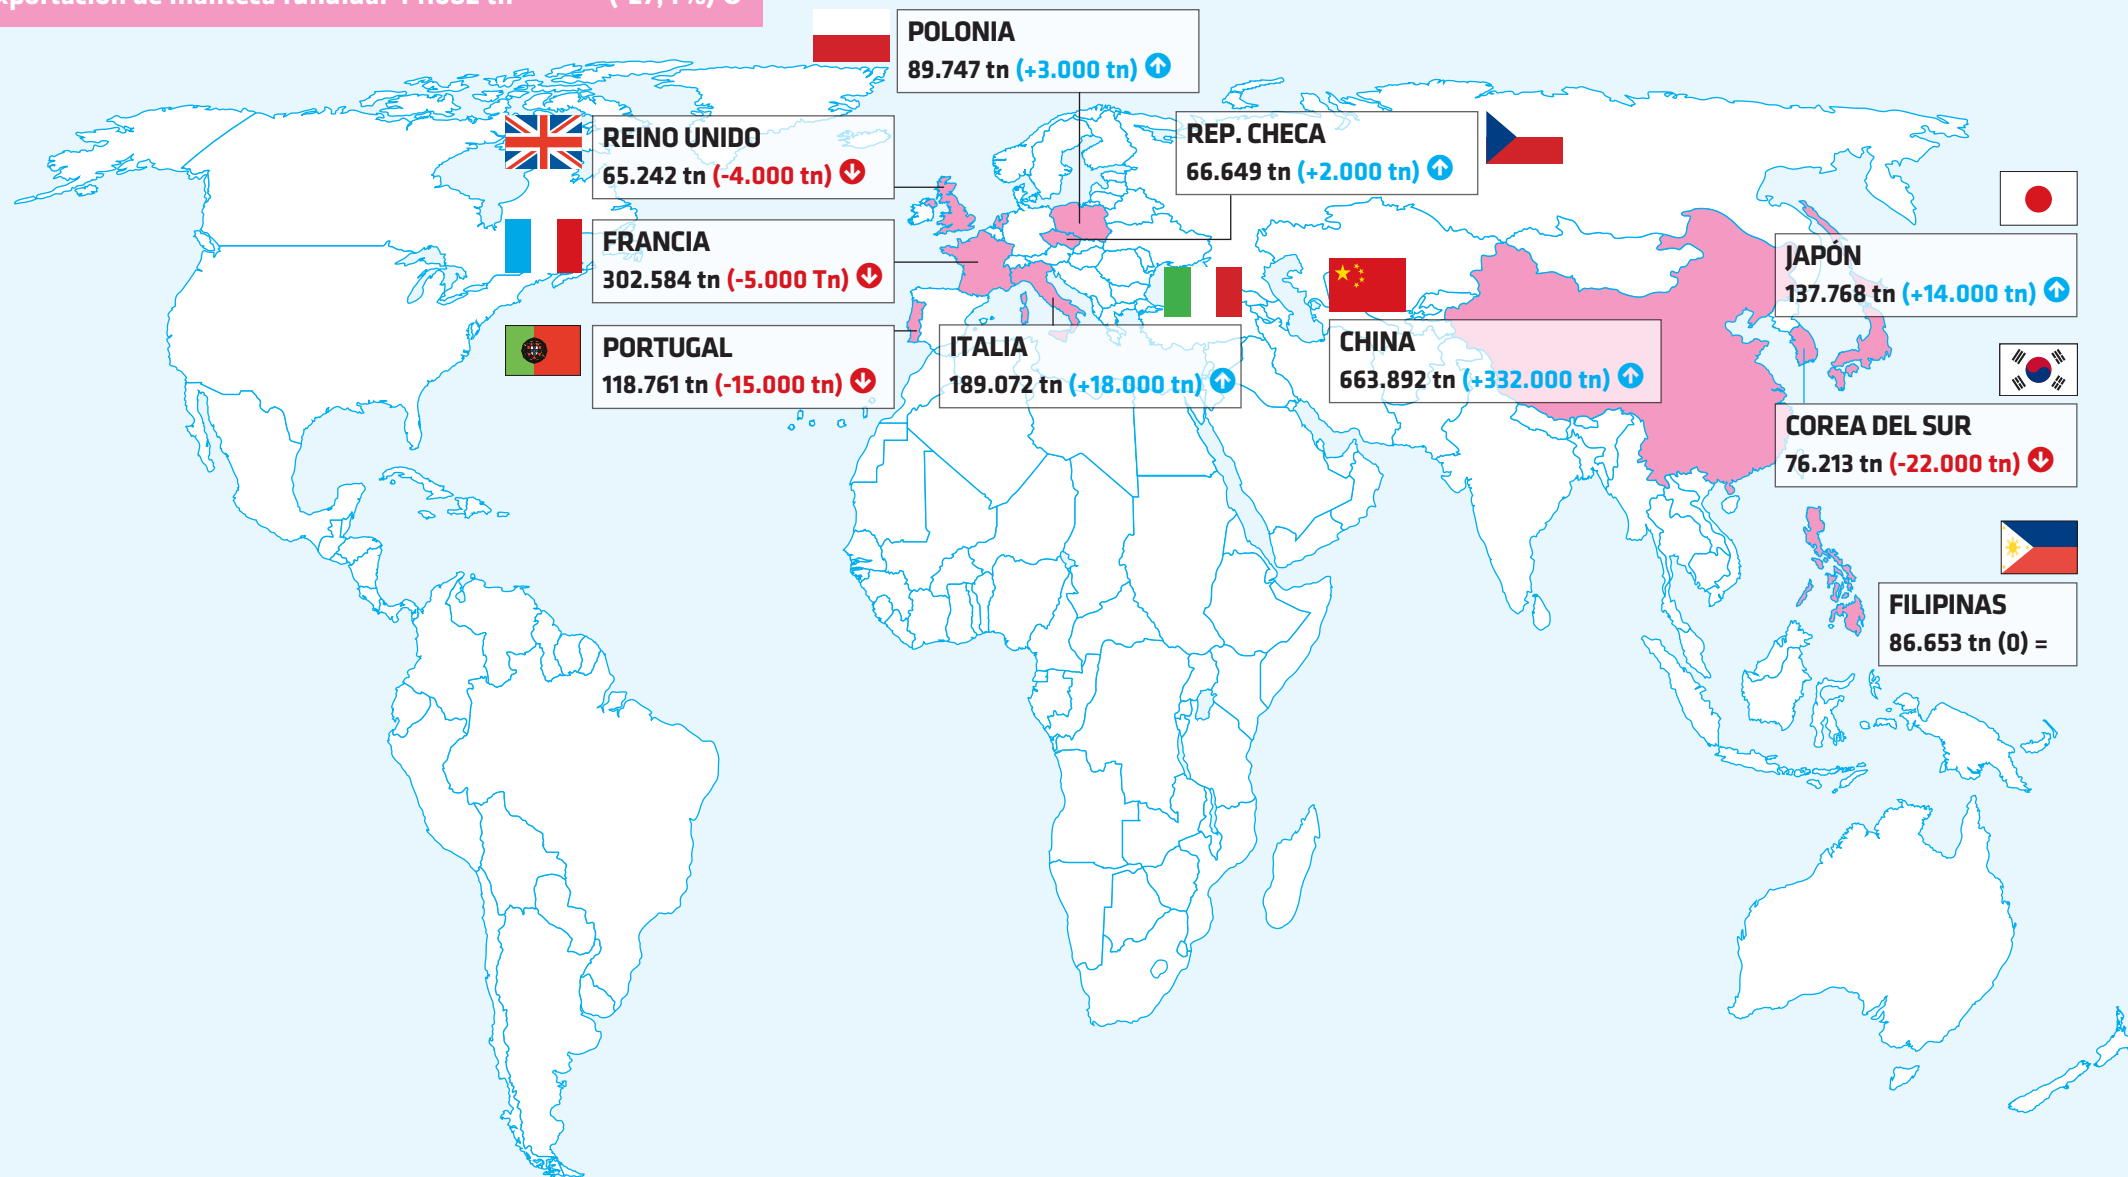 de manteca fundida:
POLONIA
89.747 tn (+3.000 tn)
REINO UNIDO
65.242 tn (-4.000 tn)
REP. CHECA
66.649 tn (+2.000 tn)
FRANCIA
302.584 tn (-5.000 Tn)
JAPÓN
137.768 tn (+14.000 tn)
PORTUGAL
118.761 tn (-15.000 tn)
ITALIA
189.072 tn (+18.000 tn)
CHINA
663.892 tn (+332.000 tn)
COREA DEL SUR
76.213 tn (-22.000 tn)
FILIPINAS
86.653 tn (0) =